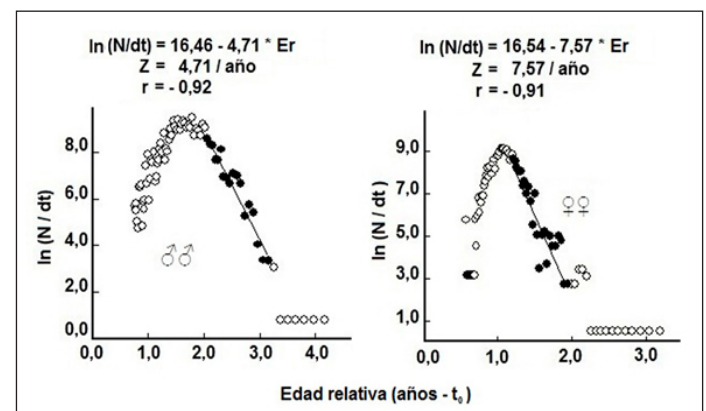 ln (N/dt) = 16,46 - 4,71 * Er
Z = 4,71 / año
r = - 0,92
ln (N/dt) = 16,54 - 7,57 * Er
Z = 7,57 / año
r = - 0,91
ln (N / dt)
8,0
6,0
4,0
2,0
0,0
♂♂
0,0 1,0 2,0 3,0 4,0
ln (N / dt )
9,0
7,0
5,0
3,0
1,0
♀♀
0,0 1,0 2,0 3,0
Edad relativa (años - t₀ )